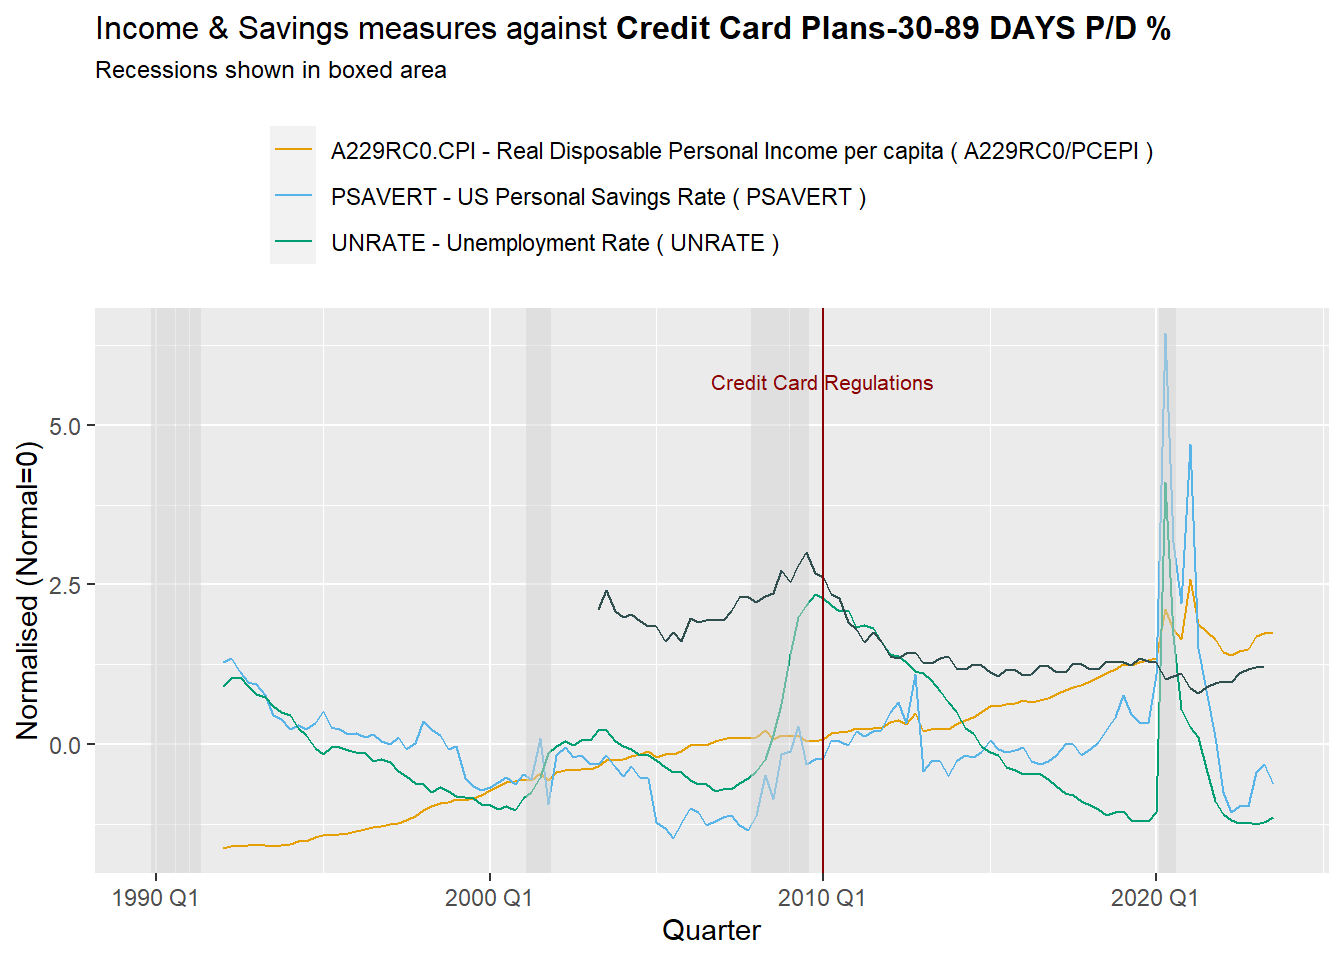 Income & Savings measures against Credit Card Plans-30-89 DAYS P/D %
Recessions shown in boxed area
A229RC0.CPI - Real Disposable Personal Income per capita ( A229RC0/PCEPI )
PSAVERT - US Personal Savings Rate ( PSAVERT )
UNRATE - Unemployment Rate ( UNRATE )
Credit Card Regulations
5.0
2.5
0.0
Normalised (Normal=0)
1990 Q1 2000 Q1 2010 Q1 2020 Q1
Quarter